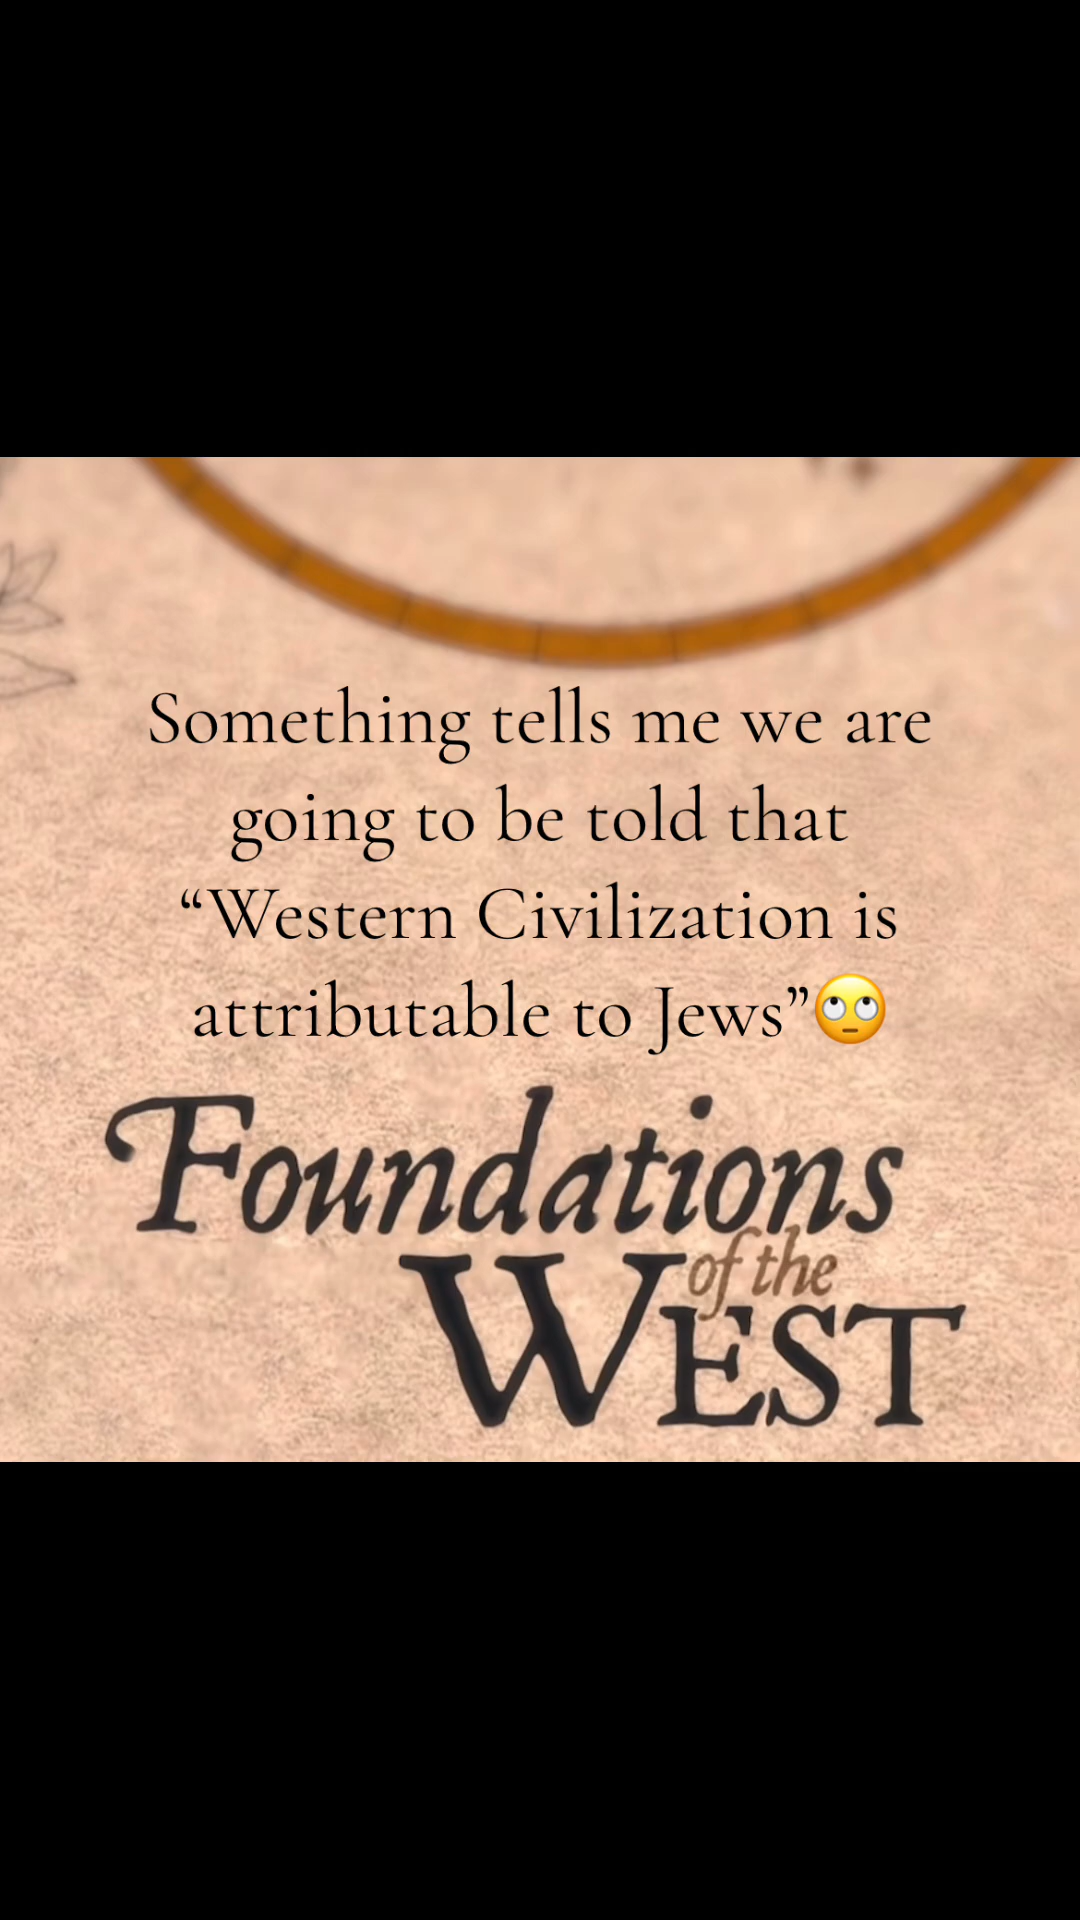 Something tells me we are
going to be told that
“Western Civilization is
attributable to Jews”🙄
Foundations
of the
WEST